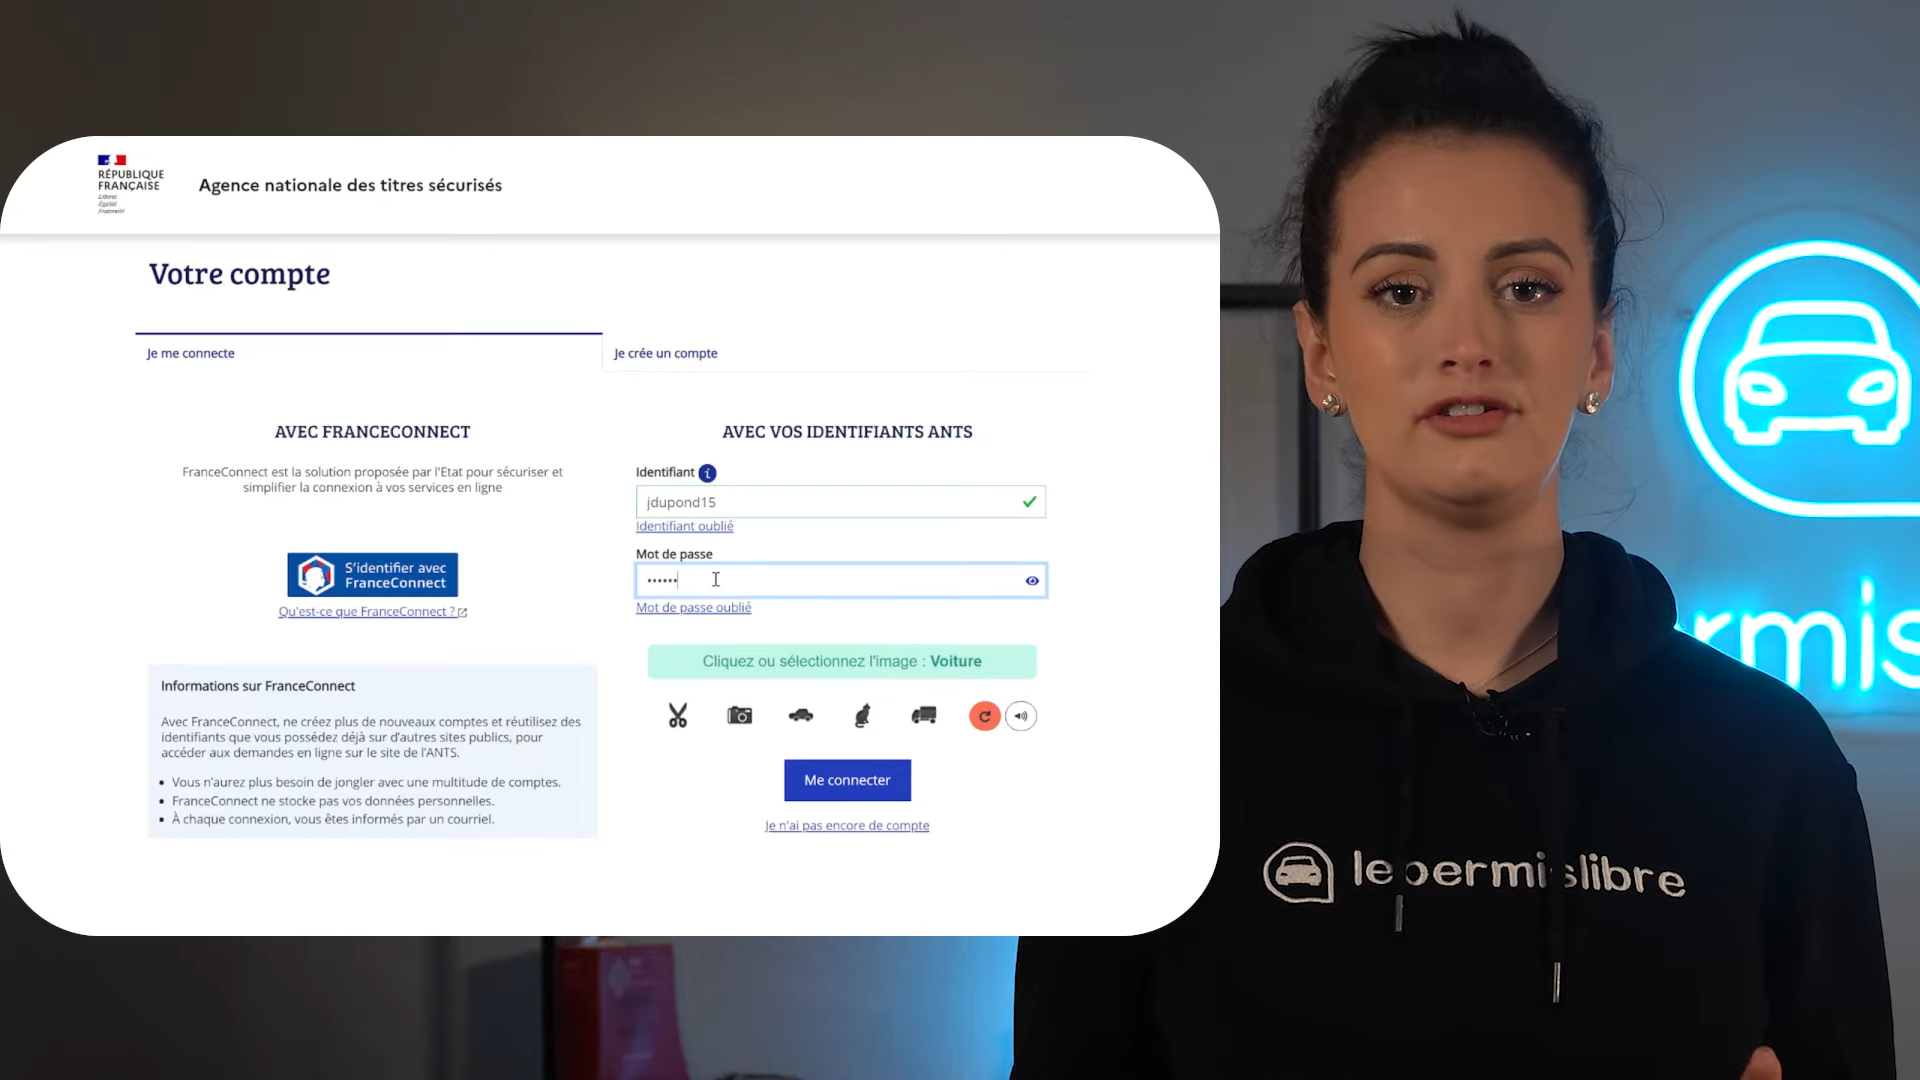 RÉPUBLIQUE
FRANÇAISE
Liberté
Égalité
Fraternité
Agence nationale des titres sécurisés
Votre compte
Je me connecte
Je crée un compte
AVEC FRANCECONNECT
FranceConnect est la solution proposée par l'Etat pour sécuriser et
simplifier la connexion à vos services en ligne
S'identifier avec
FranceConnect
Qu'est-ce que FranceConnect ?
Informations sur FranceConnect
Avec FranceConnect, ne créez plus de nouveaux comptes et réutilisez des
identifiants que vous possédez déjà sur d'autres sites publics, pour
accéder aux demandes en ligne sur le site de l'ANTS.
• Vous n'aurez plus besoin de jongler avec une multitude de comptes.
• FranceConnect ne stocke pas vos données personnelles.
• À chaque connexion, vous êtes informés par un courriel.
AVEC VOS IDENTIFIANTS ANTS
Identifiant i
jdupond15
Identifiant oublié
Mot de passe
••••••
Mot de passe oublié
Cliquez ou sélectionnez l'image : Voiture
Me connecter
Je n'ai pas encore de compte
rmis
lepermislibre